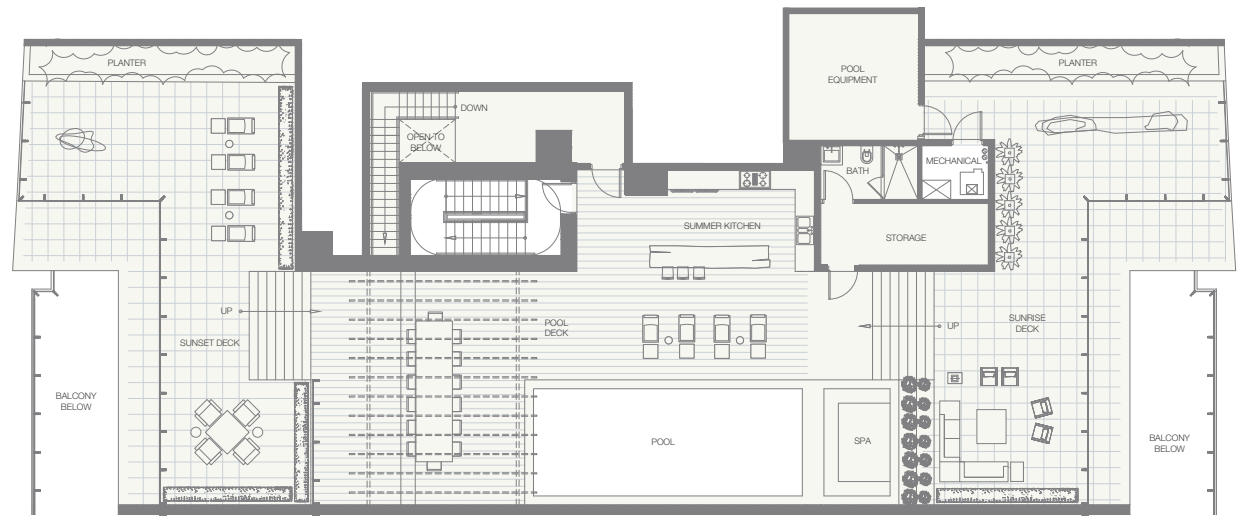 PLANTER
POOL
EQUIPMENT
PLANTER
DOWN
OPEN TO
BELOW
BATH
MECHANICAL
SUMMER KITCHEN
STORAGE
UP
SUNSET DECK
POOL
DECK
UP
SUNRISE
DECK
BALCONY
BELOW
POOL
SPA
BALCONY
BELOW